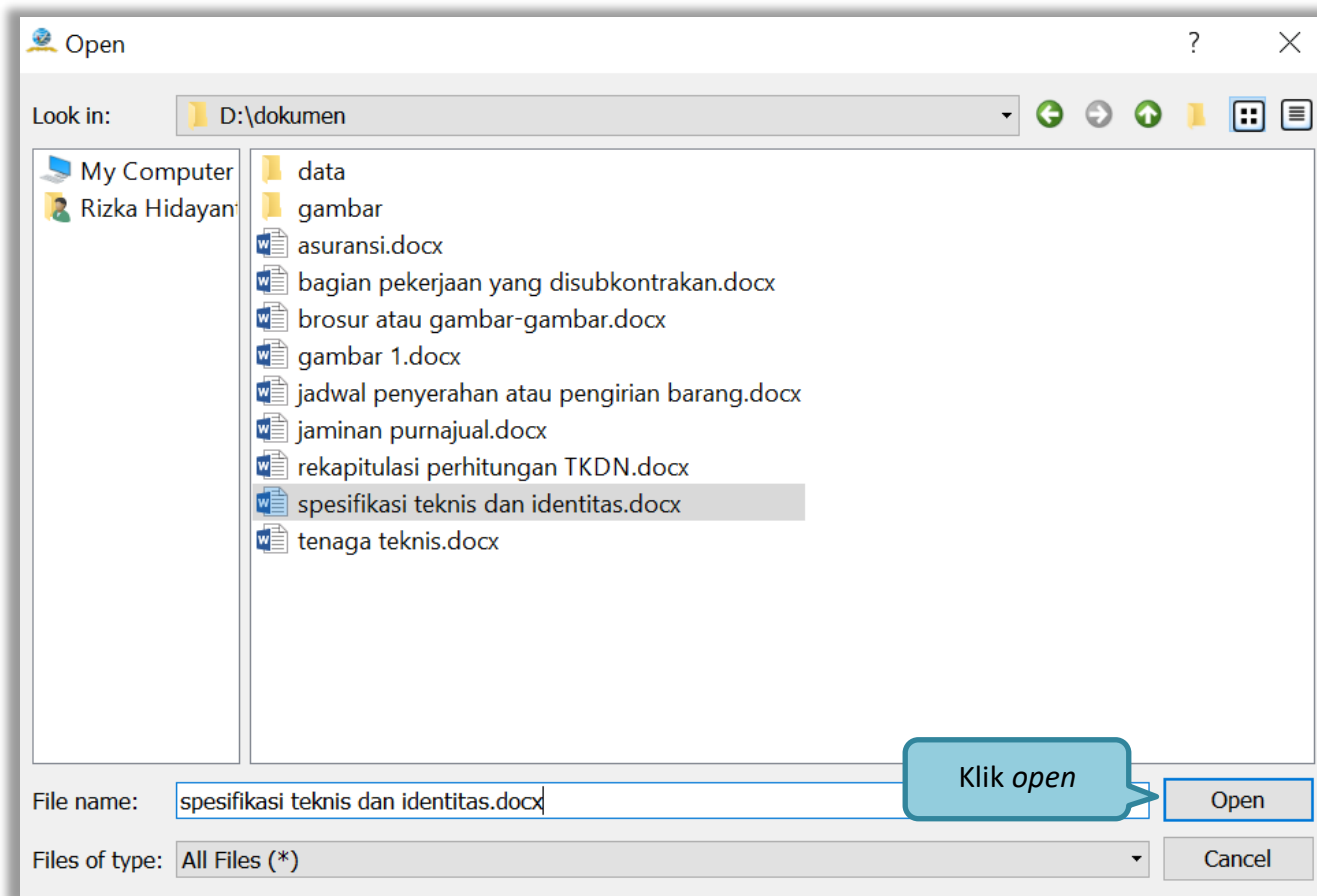 Open
?
Look in:
D:\dokumen
My Computer
Rizka Hidayan
data
gambar
asuransi.docx
bagian pekerjaan yang disubkontrakan.docx
brosur atau gambar-gambar.docx
gambar 1.docx
jadwal penyerahan atau pengirian barang.docx
jaminan purnajual.docx
rekapitulasi perhitungan TKDN.docx
spesifikasi teknis dan identitas.docx
tenaga teknis.docx
Klik open
File name: spesifikasi teknis dan identitas.docx Open
Files of type: All Files (*) Cancel